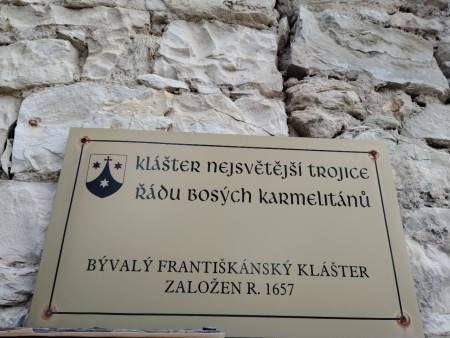 klášter nejsvětější trojice
řádu bosých karmelitánů
BÝVALÝ FRANTIŠKÁNSKÝ KLÁŠTER
ZALOŽEN R. 1657